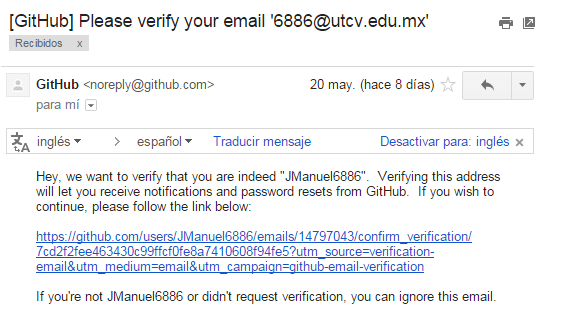 [GitHub] Please verify your email '6886@utcv.edu.mx'
Recibidos x
GitHub <noreply@github.com> 20 may. (hace 8 días)
para mí
inglés > español Traducir mensaje Desactivar para: inglés x
Hey, we want to verify that you are indeed "JManuel6886". Verifying this address
will let you receive notifications and password resets from GitHub. If you wish to
continue, please follow the link below:
https://github.com/users/JManuel6886/emails/14797043/confirm_verification/
7cd2f2fee463430c99ffcf0fe8a7410608f94fe5?utm_source=verification-
email&utm_medium=email&utm_campaign=github-email-verification
If you're not JManuel6886 or didn't request verification, you can ignore this email.